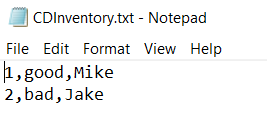 CDInventory.txt - Notepad
File Edit Format View Help
1,good,Mike
2,bad,Jake